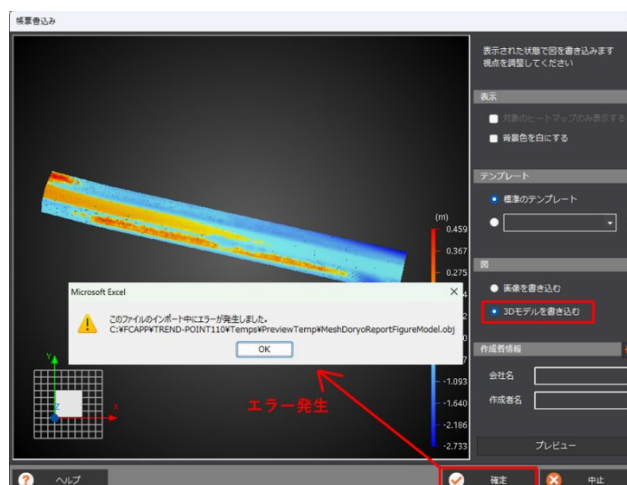 帳票書込み
表示された状態で図を書き込みます
視点を調整してください
表示
対象のヒートマップのみ表示する
背景色を白にする
テンプレート
標準のテンプレート
図
画像を書き込む
3Dモデルを書き込む
作成者情報
会社名
作成者名
プレビュー
(m)
0.459
0.367
0.275
-1.093
-1.640
-2.186
-2.733
Microsoft Excel
このファイルのインポート中にエラーが発生しました。
C:¥FCAPP¥TREND-POINT110¥Temps¥PreviewTemp¥MeshDoryoReportFigureModel.obj
OK
エラー発生
Y
Z
X
ヘルプ
確定
中止